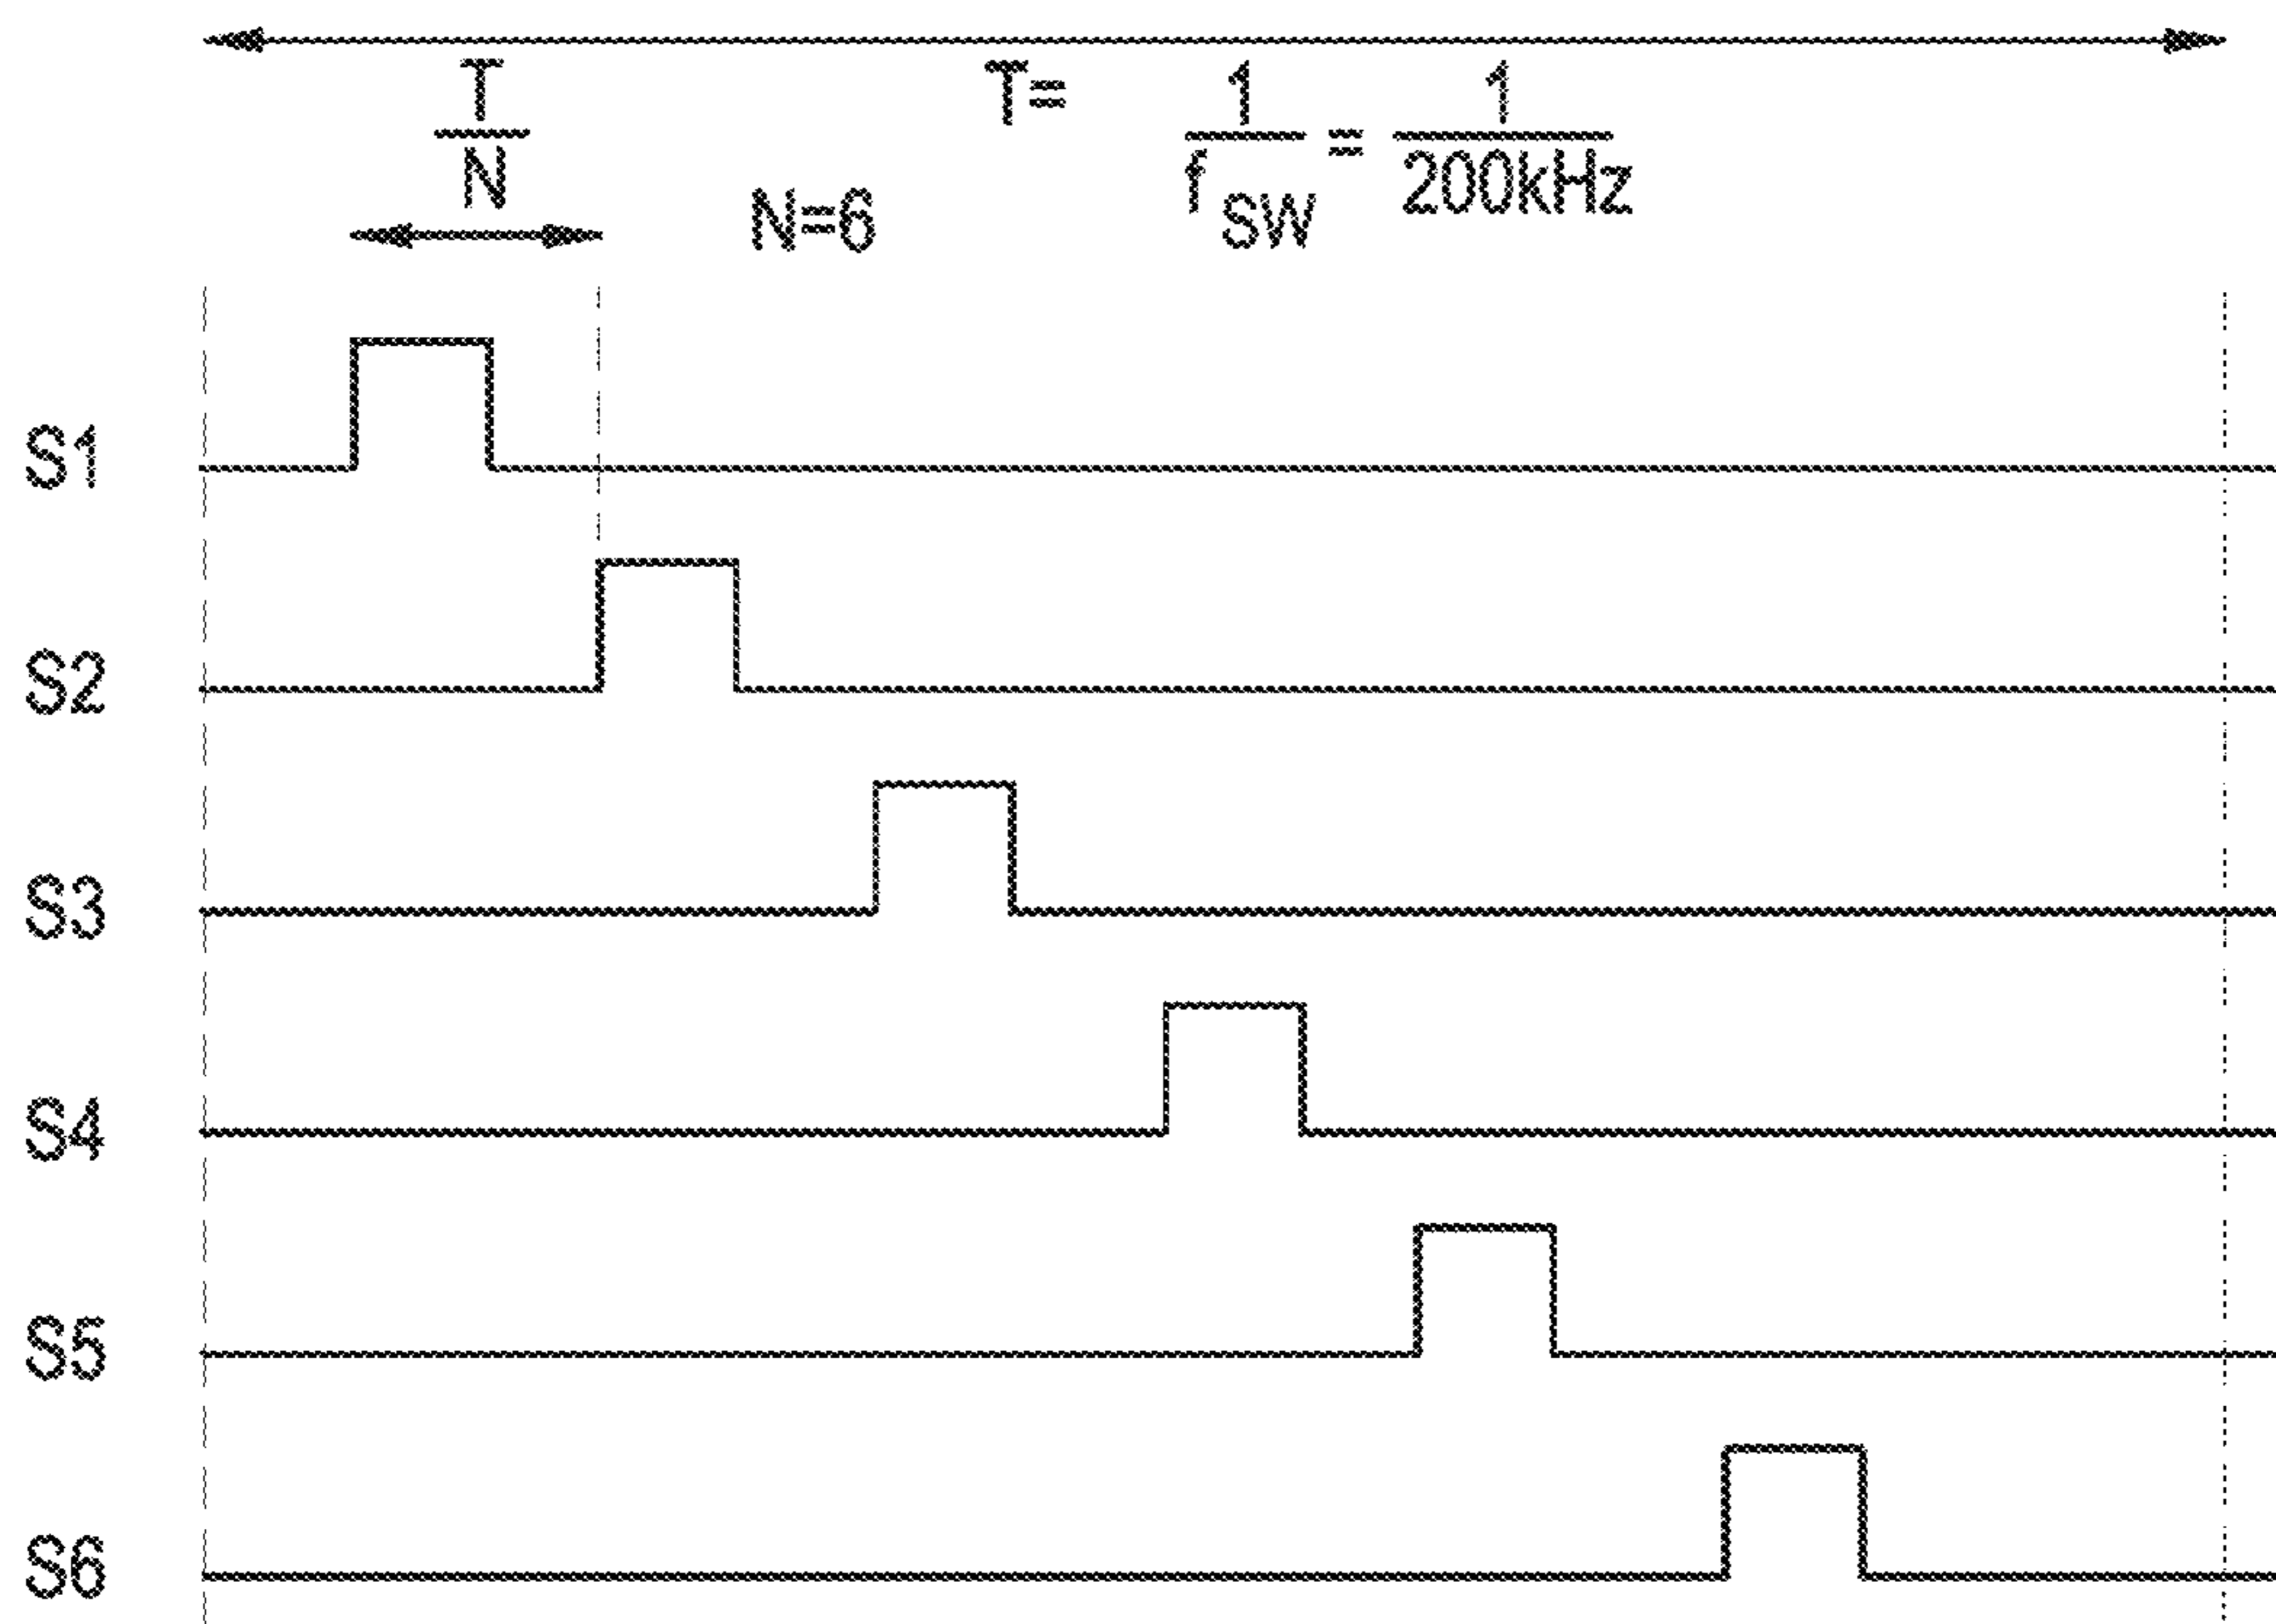 T/N
T= 1/f SW = 1/200kHz
N=6
S1
S2
S3
S4
S5
S6